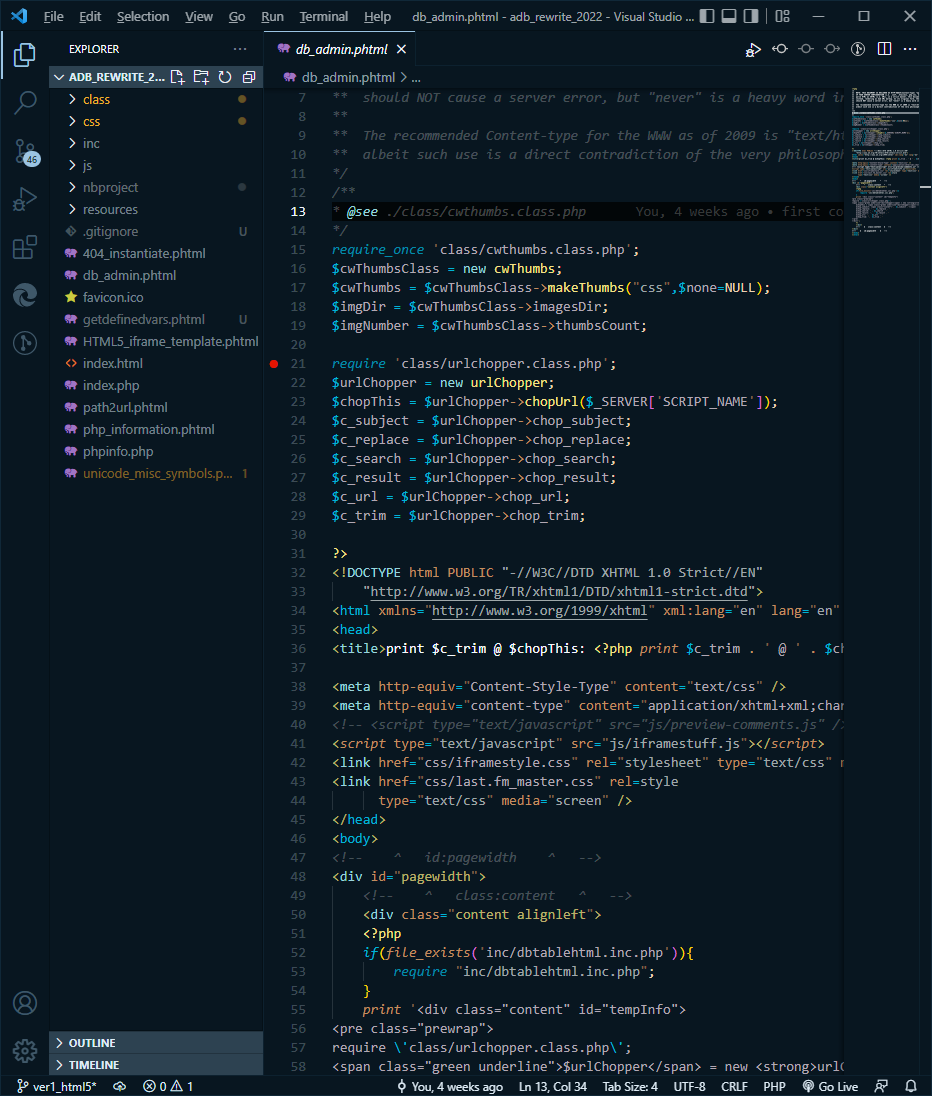 File Edit Selection View Go Run Terminal Help db_admin.phtml - adb_rewrite_2022 - Visual Studio ...
EXPLORER
ADB_REWRITE_2...
class
css
inc
js
nbproject
resources
.gitignore U
404_instantiate.phtml
db_admin.phtml
favicon.ico
getdefinedvars.phtml U
HTML5_iframe_template.phtml
index.html
index.php
path2url.phtml
php_information.phtml
phpinfo.php
unicode_misc_symbols.p... 1
OUTLINE
TIMELINE
46
db_admin.phtml
db_admin.phtml > ...
7 ** should NOT cause a server error, but "never" is a heavy word in
8 **
9 ** The recommended Content-type for the WWW as of 2009 is "text/ht
10 ** albeit such use is a direct contradiction of the very philosoph
11 */
12 /**
13 * @see ./class/cwthumbs.class.php You, 4 weeks ago • first co
14 */
15 require_once 'class/cwthumbs.class.php';
16 $cwThumbsClass = new cwThumbs;
17 $cwThumbs = $cwThumbsClass->makeThumbs("css",$none=NULL);
18 $imgDir = $cwThumbsClass->imagesDir;
19 $imgNumber = $cwThumbsClass->thumbsCount;
20
21 require 'class/urlchopper.class.php';
22 $urlChopper = new urlChopper;
23 $chopThis = $urlChopper->chopUrl($_SERVER['SCRIPT_NAME']);
24 $c_subject = $urlChopper->chop_subject;
25 $c_replace = $urlChopper->chop_replace;
26 $c_search = $urlChopper->chop_search;
27 $c_result = $urlChopper->chop_result;
28 $c_url = $urlChopper->chop_url;
29 $c_trim = $urlChopper->chop_trim;
30
31 ?>
32 <!DOCTYPE html PUBLIC "-//W3C//DTD XHTML 1.0 Strict//EN"
33 "http://www.w3.org/TR/xhtml1/DTD/xhtml1-strict.dtd">
34 <html xmlns="http://www.w3.org/1999/xhtml" xml:lang="en" lang="en"
35 <head>
36 <title>print $c_trim @ $chopThis: <?php print $c_trim . ' @ ' . $ch
37
38 <meta http-equiv="Content-Style-Type" content="text/css" />
39 <meta http-equiv="content-type" content="application/xhtml+xml;char
40 <!-- <script type="text/javascript" src="js/preview-comments.js" />
41 <script type="text/javascript" src="js/iframestuff.js"></script>
42 <link href="css/iframestyle.css" rel="stylesheet" type="text/css" m
43 <link href="css/last.fm_master.css" rel=style
44 type="text/css" media="screen" />
45 </head>
46 <body>
47 <!-- ^ id:pagewidth ^ -->
48 <div id="pagewidth">
49 <!-- ^ class:content ^ -->
50 <div class="content alignleft">
51 <?php
52 if(file_exists('inc/dbtablehtml.inc.php')){
53 require "inc/dbtablehtml.inc.php";
54 }
55 print '<div class="content" id="tempInfo">
56 <pre class="prewrap">
57 require \'class/urlchopper.class.php\';
58 <span class="green underline">$urlChopper</span> = new <strong>urlC
ver1_html5* 0 1 You, 4 weeks ago Ln 13, Col 34 Tab Size: 4 UTF-8 CRLF PHP Go Live